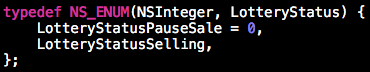 typedef NS_ENUM(NSInteger, LotteryStatus) {
    LotteryStatusPauseSale = 0,
    LotteryStatusSelling,
};